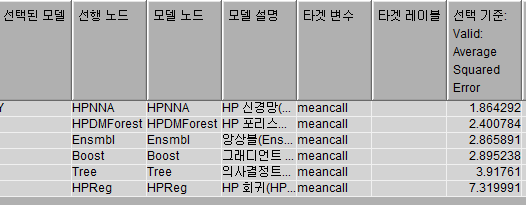 선택된 모델 선행 노드 모델 노드 모델 설명 타겟 변수 타겟 레이블 선택 기준:
Valid:
Average
Squared
Error
Y HPNNA HPNNA HP 신경망(... meancall 1.864292
HPDMForest HPDMForest HP 포리스... meancall 2.400784
Ensmbl Ensmbl 앙상블(Ens... meancall 2.865891
Boost Boost 그래디언트... meancall 2.895238
Tree Tree 의사결정트... meancall 3.91761
HPReg HPReg HP 회귀(HP... meancall 7.319991